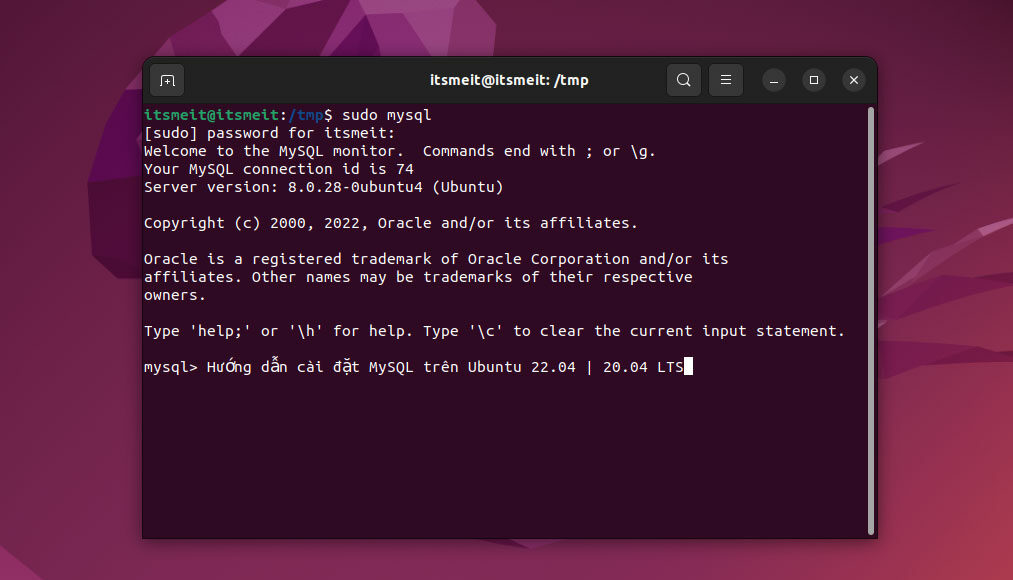 itsmeit@itsmeit: /tmp
itsmeit@itsmeit:/tmp$ sudo mysql
[sudo] password for itsmeit:
Welcome to the MySQL monitor.  Commands end with ; or \g.
Your MySQL connection id is 74
Server version: 8.0.28-0ubuntu4 (Ubuntu)
Copyright (c) 2000, 2022, Oracle and/or its affiliates.
Oracle is a registered trademark of Oracle Corporation and/or its
affiliates. Other names may be trademarks of their respective
owners.
Type 'help;' or '\h' for help. Type '\c' to clear the current input statement.
mysql> Hướng dẫn cài đặt MySQL trên Ubuntu 22.04 | 20.04 LTS